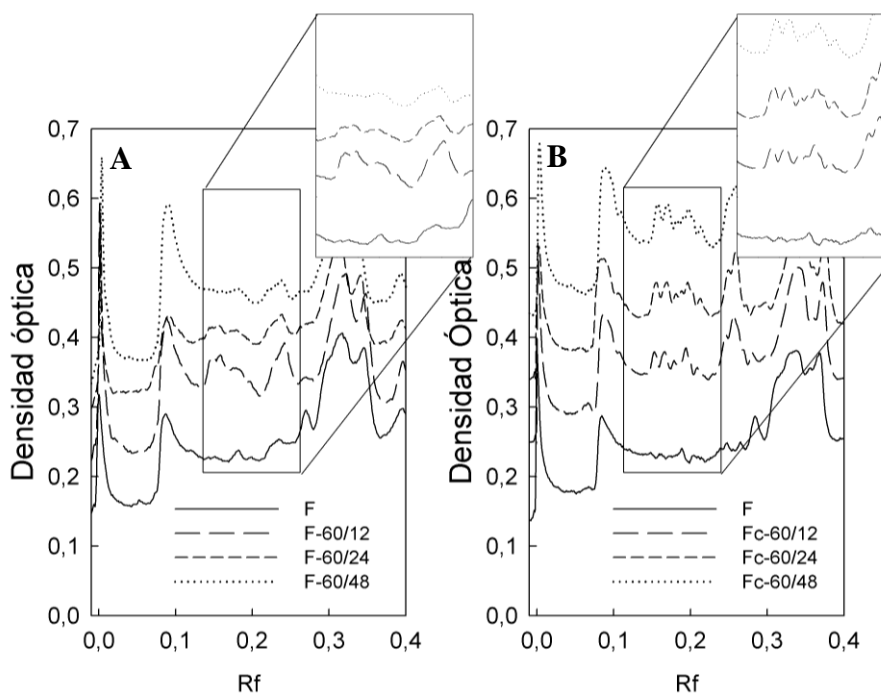 A
Densidad óptica
0,7
0,6
0,5
0,4
0,3
0,2
0,1
0,0
0,0 0,1 0,2 0,3 0,4
Rf
F
F-60/12
F-60/24
F-60/48
B
Densidad Óptica
0,7
0,6
0,5
0,4
0,3
0,2
0,1
0,0
0,0 0,1 0,2 0,3 0,4
Rf
F
Fc-60/12
Fc-60/24
Fc-60/48